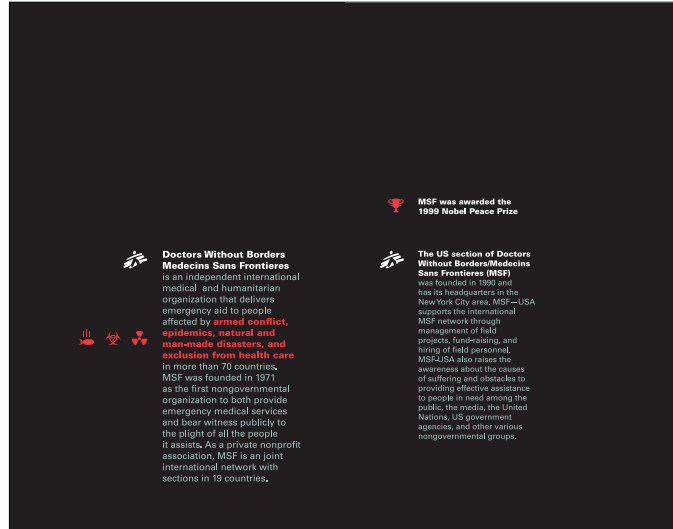 MSF was awarded the
1999 Nobel Peace Prize
Doctors Without Borders
Medecins Sans Frontieres
is an independent international
medical and humanitarian
organization that delivers
emergency aid to people
affected by armed conflict,
epidemics, natural and
man-made disasters, and
exclusion from health care
in more than 70 countries.
MSF was founded in 1971
as the first nongovernmental
organization to both provide
emergency medical services
and bear witness publicly to
the plight of all the people
it assists. As a private nonprofit
association, MSF is an joint
international network with
sections in 19 countries.
The US section of Doctors
Without Borders/Medecins
Sans Frontieres (MSF)
was founded in 1990 and
has its headquarters in the
New York City area. MSF—USA
supports the international
MSF network through
management of field
projects, fund-raising, and
hiring of field personnel.
MSF-USA also raises the
awareness about the causes
of suffering and obstacles to
providing effective assistance
to people in need among the
public, the media, the United
Nations, US government
agencies, and other various
nongovernmental groups.